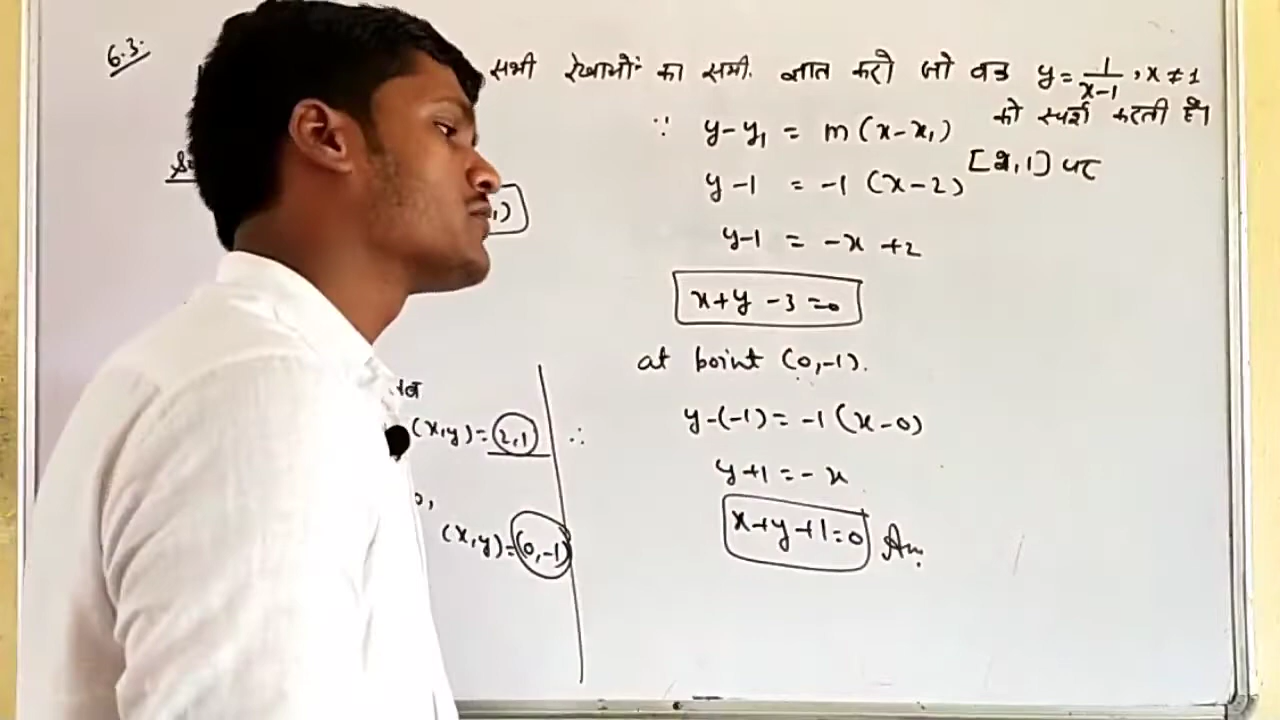 6.3.
सभी रेखाओं का समी. ज्ञात करो जो वक्र y = 1/(x-1), x ≠ 1
को स्पर्श करती है।
[2,1] पर
∵ y-y₁ = m(x-x₁)
y-1 = -1 (x-2)
y-1 = -x +2
x+y -3 =0
at point (0,-1).
y-(-1) = -1(x-0)
y+1 = -x
x+y+1=0 Ans.
(x,y)=(2,1) ∴
(x,y)=(0,-1)